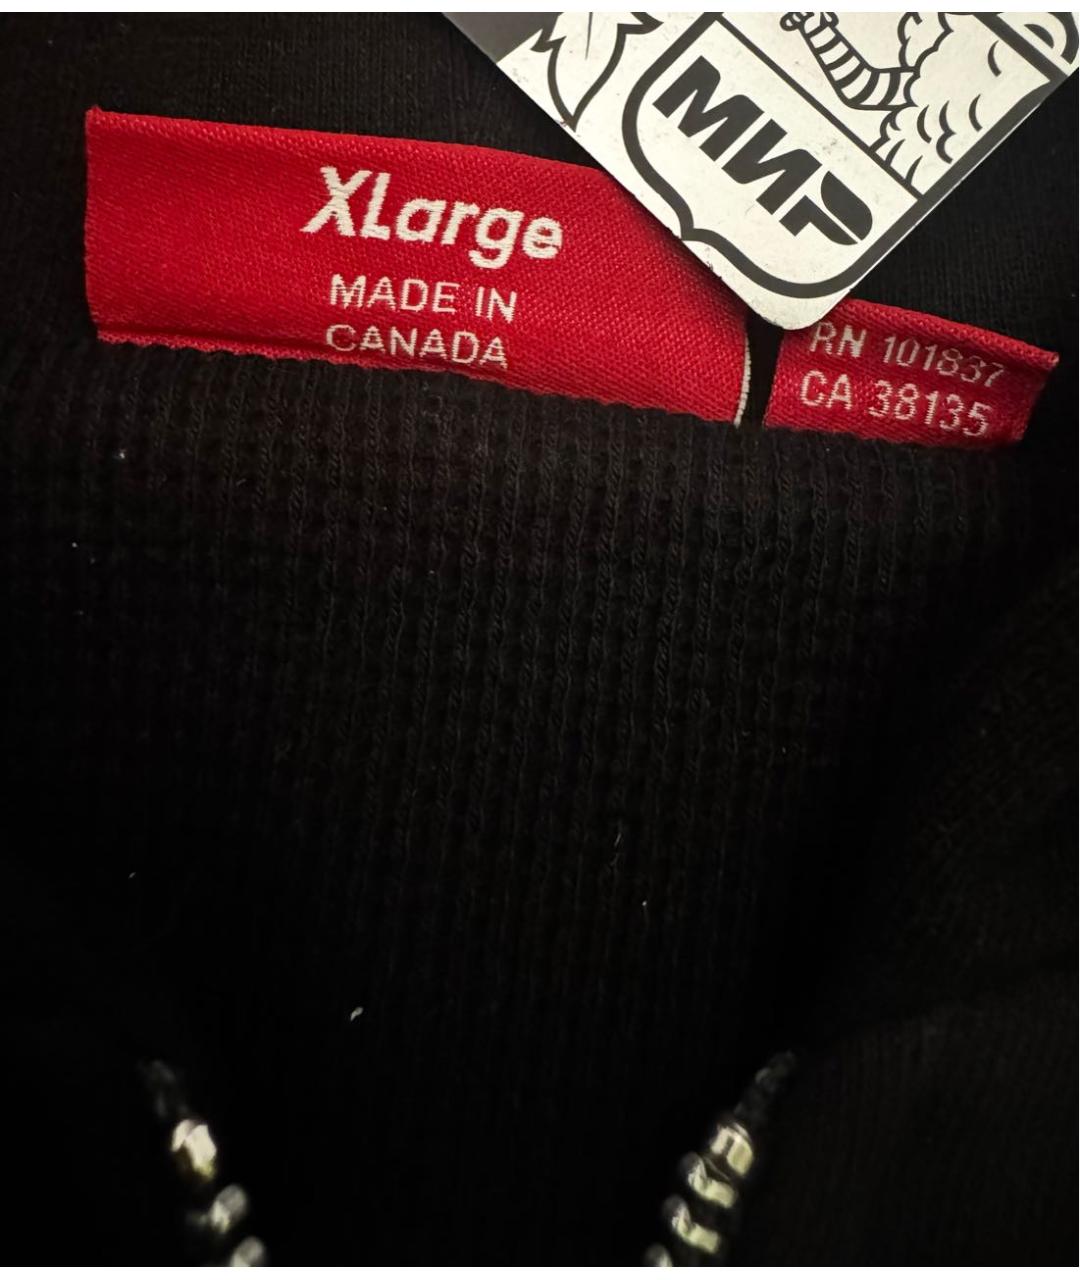 XLarge
MADE IN
CANADA
МИР
RN 101837
CA 38135